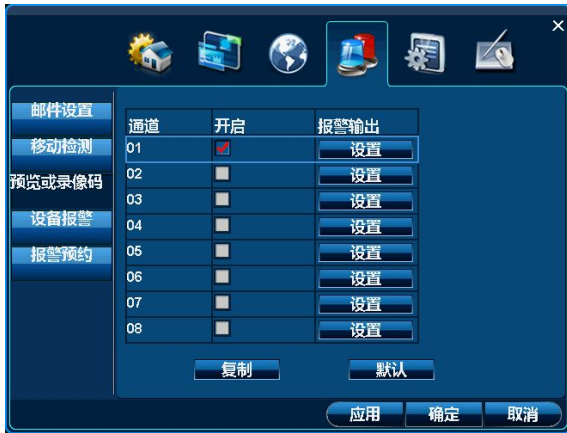 邮件设置
移动检测
预览或录像码
设备报警
报警预约
通道 开启 报警输出
01 设置
02 设置
03 设置
04 设置
05 设置
06 设置
07 设置
08 设置
复制 默认
应用 确定 取消